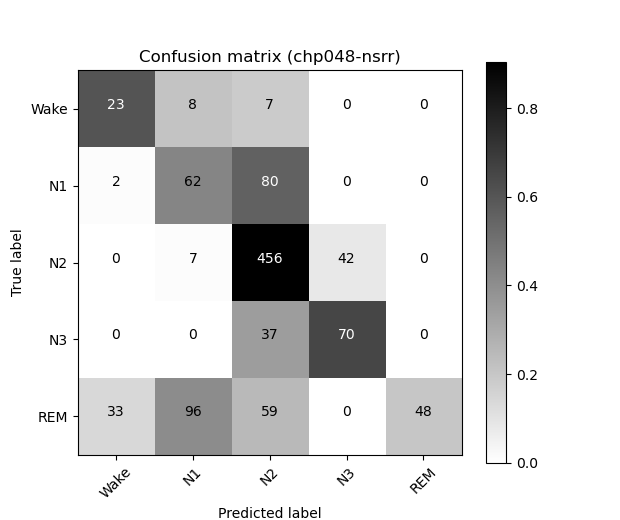 Confusion matrix (chp048-nsrr)
Wake 23 8 7 0 0
N1 2 62 80 0 0
N2 0 7 456 42 0
N3 0 0 37 70 0
REM 33 96 59 0 48
Wake N1 N2 N3 REM
Predicted label
True label
0.8
0.6
0.4
0.2
0.0